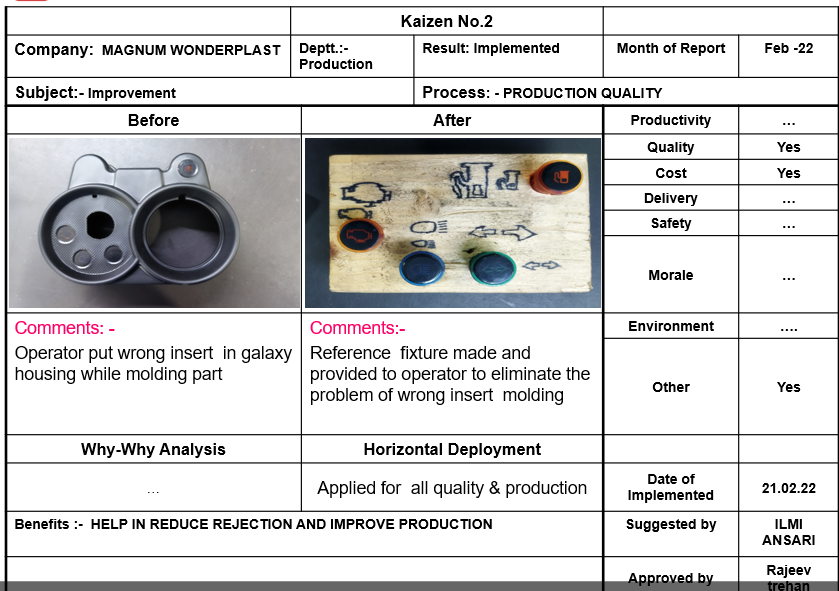 Kaizen No.2
Company: MAGNUM WONDERPLAST
Deptt.:-
Production
Result: Implemented
Month of Report
Feb -22
Subject:- Improvement
Process: - PRODUCTION QUALITY
Before
After
Productivity
...
Quality
Yes
Cost
Yes
Delivery
...
Safety
...
Morale
...
Comments: -
Operator put wrong insert in galaxy
housing while molding part
Comments:-
Reference fixture made and
provided to operator to eliminate the
problem of wrong insert molding
Environment
....
Other
Yes
Why-Why Analysis
Horizontal Deployment
...
Applied for all quality & production
Date of
Implemented
21.02.22
Benefits :- HELP IN REDUCE REJECTION AND IMPROVE PRODUCTION
Suggested by
ILMI
ANSARI
Approved by
Rajeev
trehan